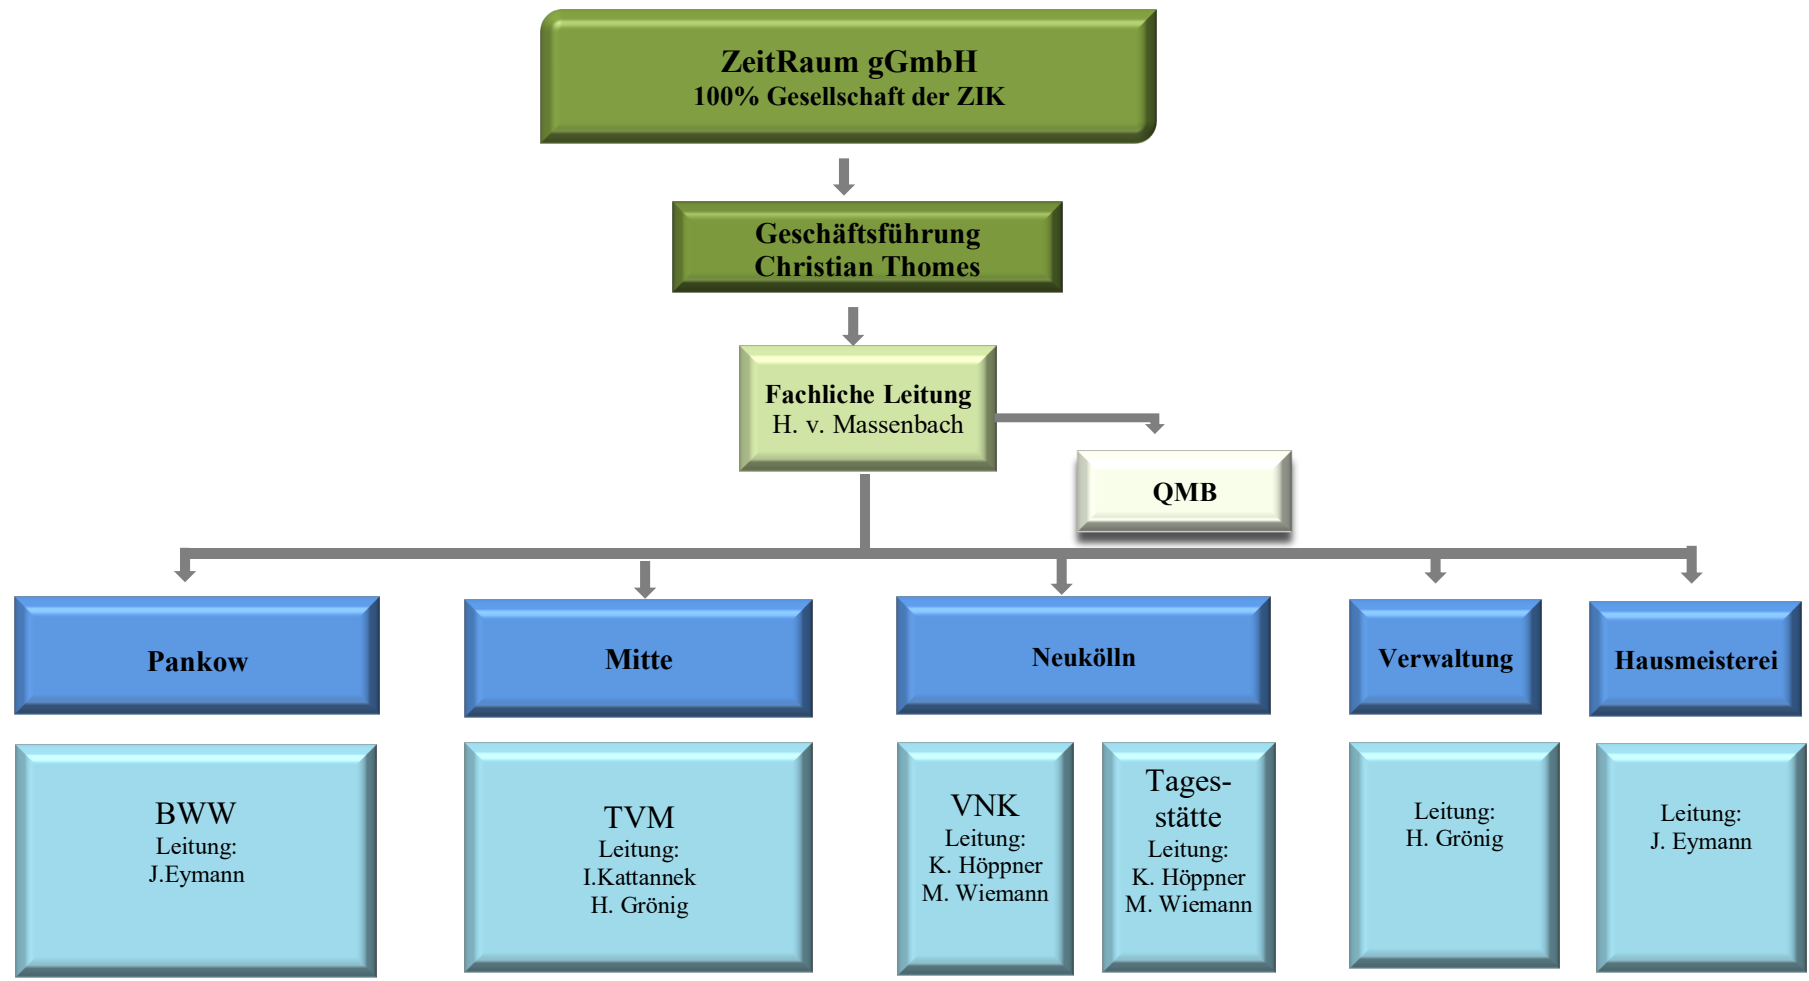 ZeitRaum gGmbH
100% Gesellschaft der ZIK
Geschäftsführung
Christian Thomes
Fachliche Leitung
H. v. Massenbach
QMB
Pankow
Mitte
Neukölln
Verwaltung
Hausmeisterei
BWW
Leitung:
J.Eymann
TVM
Leitung:
I.Kattannek
H. Grönig
VNK
Leitung:
K. Höppner
M. Wiemann
Tages-
stätte
Leitung:
K. Höppner
M. Wiemann
Leitung:
H. Grönig
Leitung:
J. Eymann